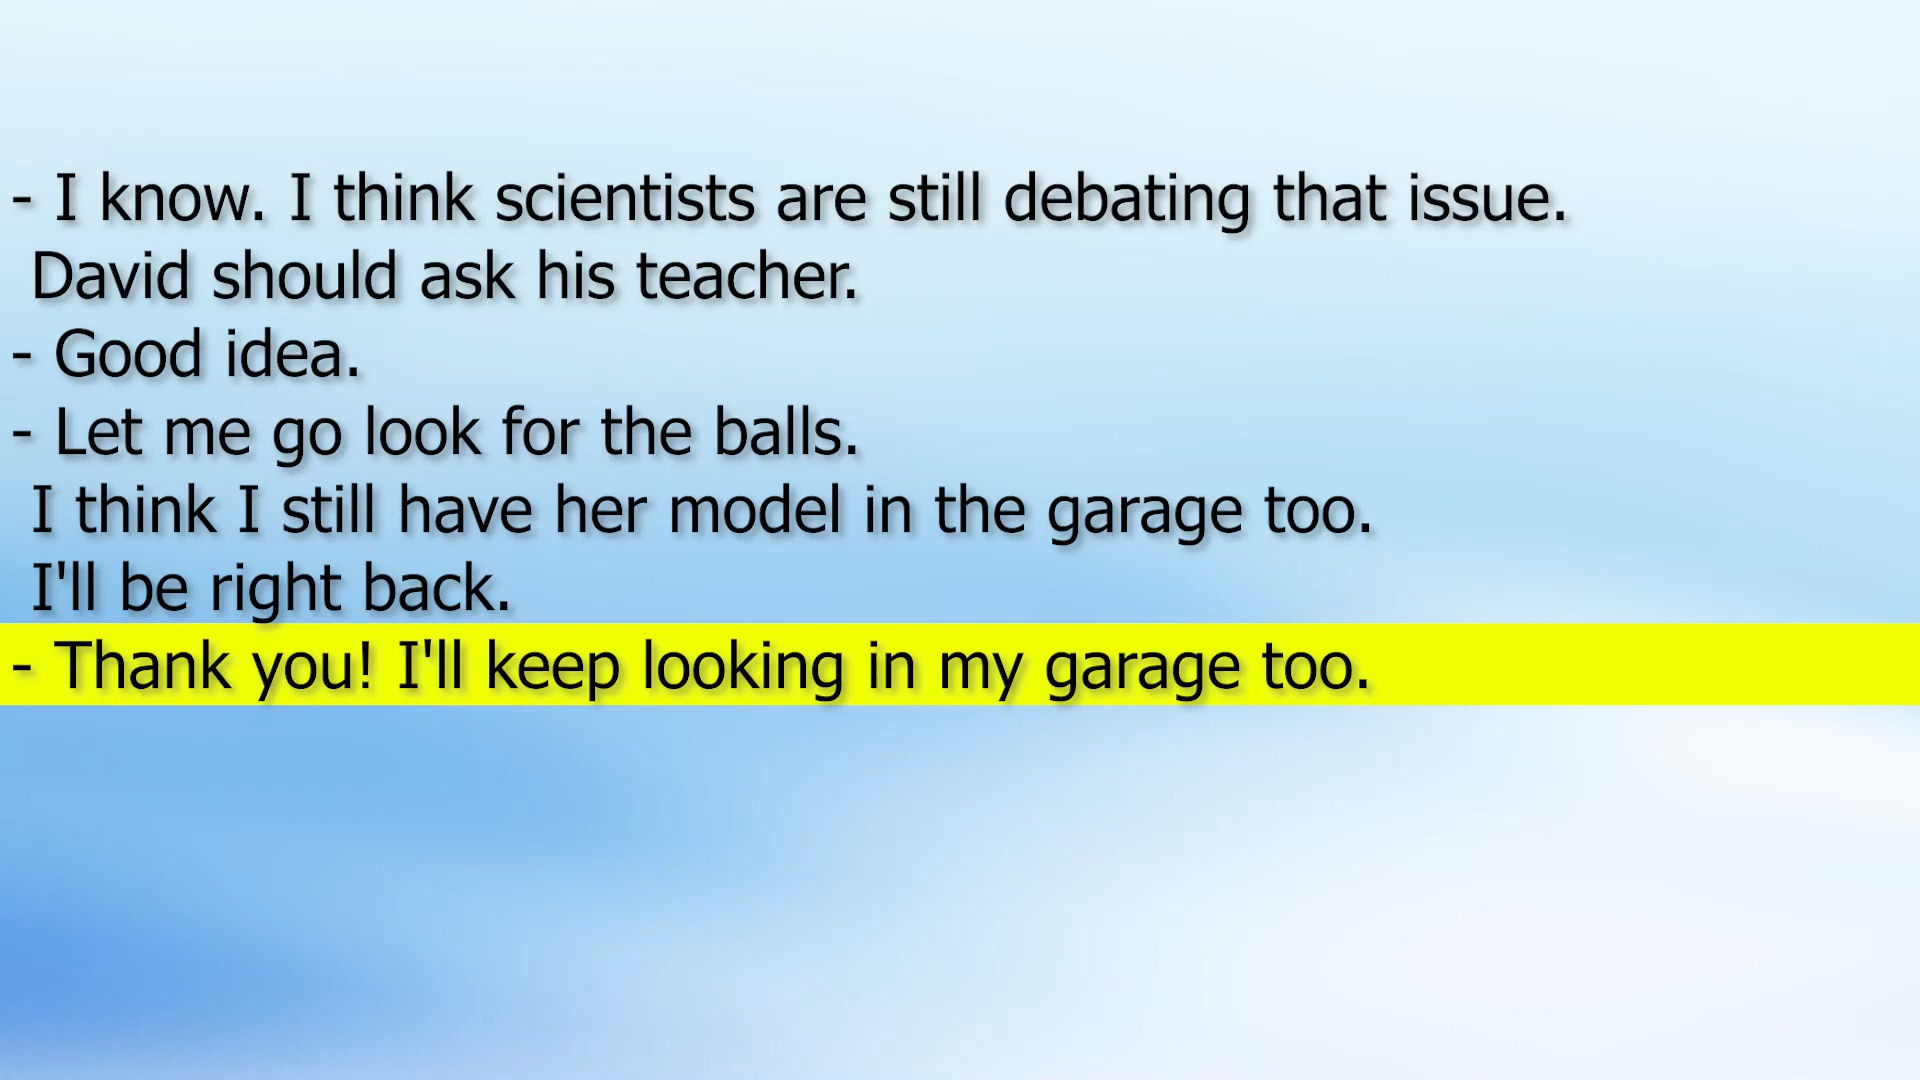 - I know. I think scientists are still debating that issue.
David should ask his teacher.
- Good idea.
- Let me go look for the balls.
I think I still have her model in the garage too.
I'll be right back.
- Thank you! I'll keep looking in my garage too.